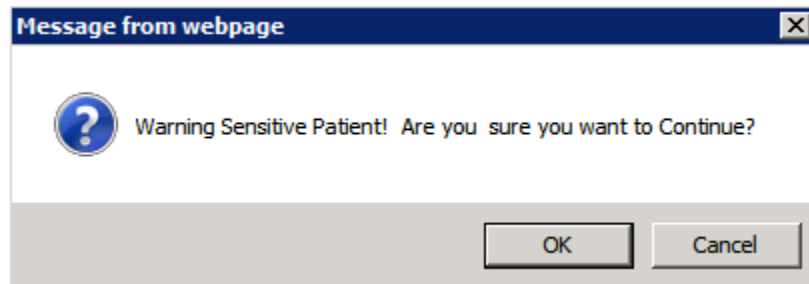 Message from webpage
Warning Sensitive Patient!  Are you  sure you want to Continue?
OK
Cancel